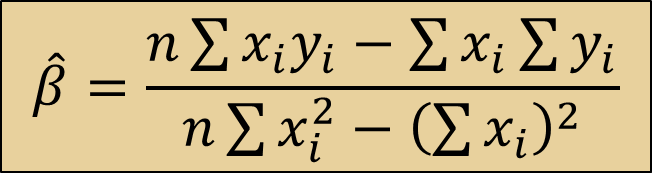 β̂ = (n ∑ xᵢyᵢ − ∑ xᵢ ∑ yᵢ) / (n ∑ xᵢ² − (∑ xᵢ)²)